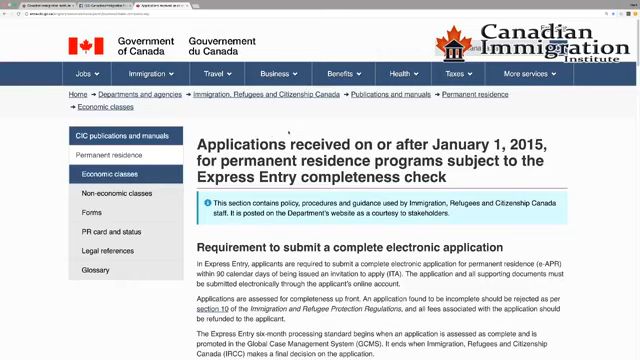 Government of Canada
Gouvernement du Canada
Canadian Immigration Institute
Jobs
Immigration
Travel
Business
Benefits
Health
Taxes
More services
Home > Departments and agencies > Immigration, Refugees and Citizenship Canada > Publications and manuals > Permanent residence
> Economic classes
CIC publications and manuals
Permanent residence
Economic classes
Non-economic classes
Forms
PR card and status
Legal references
Glossary
Applications received on or after January 1, 2015,
for permanent residence programs subject to the
Express Entry completeness check
This section contains policy, procedures and guidance used by Immigration, Refugees and Citizenship Canada
staff. It is posted on the Department's website as a courtesy to stakeholders.
Requirement to submit a complete electronic application
In Express Entry, applicants are required to submit a complete electronic application for permanent residence (e-APR)
within 90 calendar days of being issued an invitation to apply (ITA). The application and all supporting documents must
be submitted electronically through the applicant's online account.
Applications are assessed for completeness up front. An application found to be incomplete should be rejected as per
section 10 of the Immigration and Refugee Protection Regulations, and all fees associated with the application
should be refunded to the applicant.
The Express Entry six-month processing standard begins when an application is assessed as complete and is
promoted in the Global Case Management System (GCMS). It ends when Immigration, Refugees and Citizenship
Canada (IRCC) makes a final decision on the application.